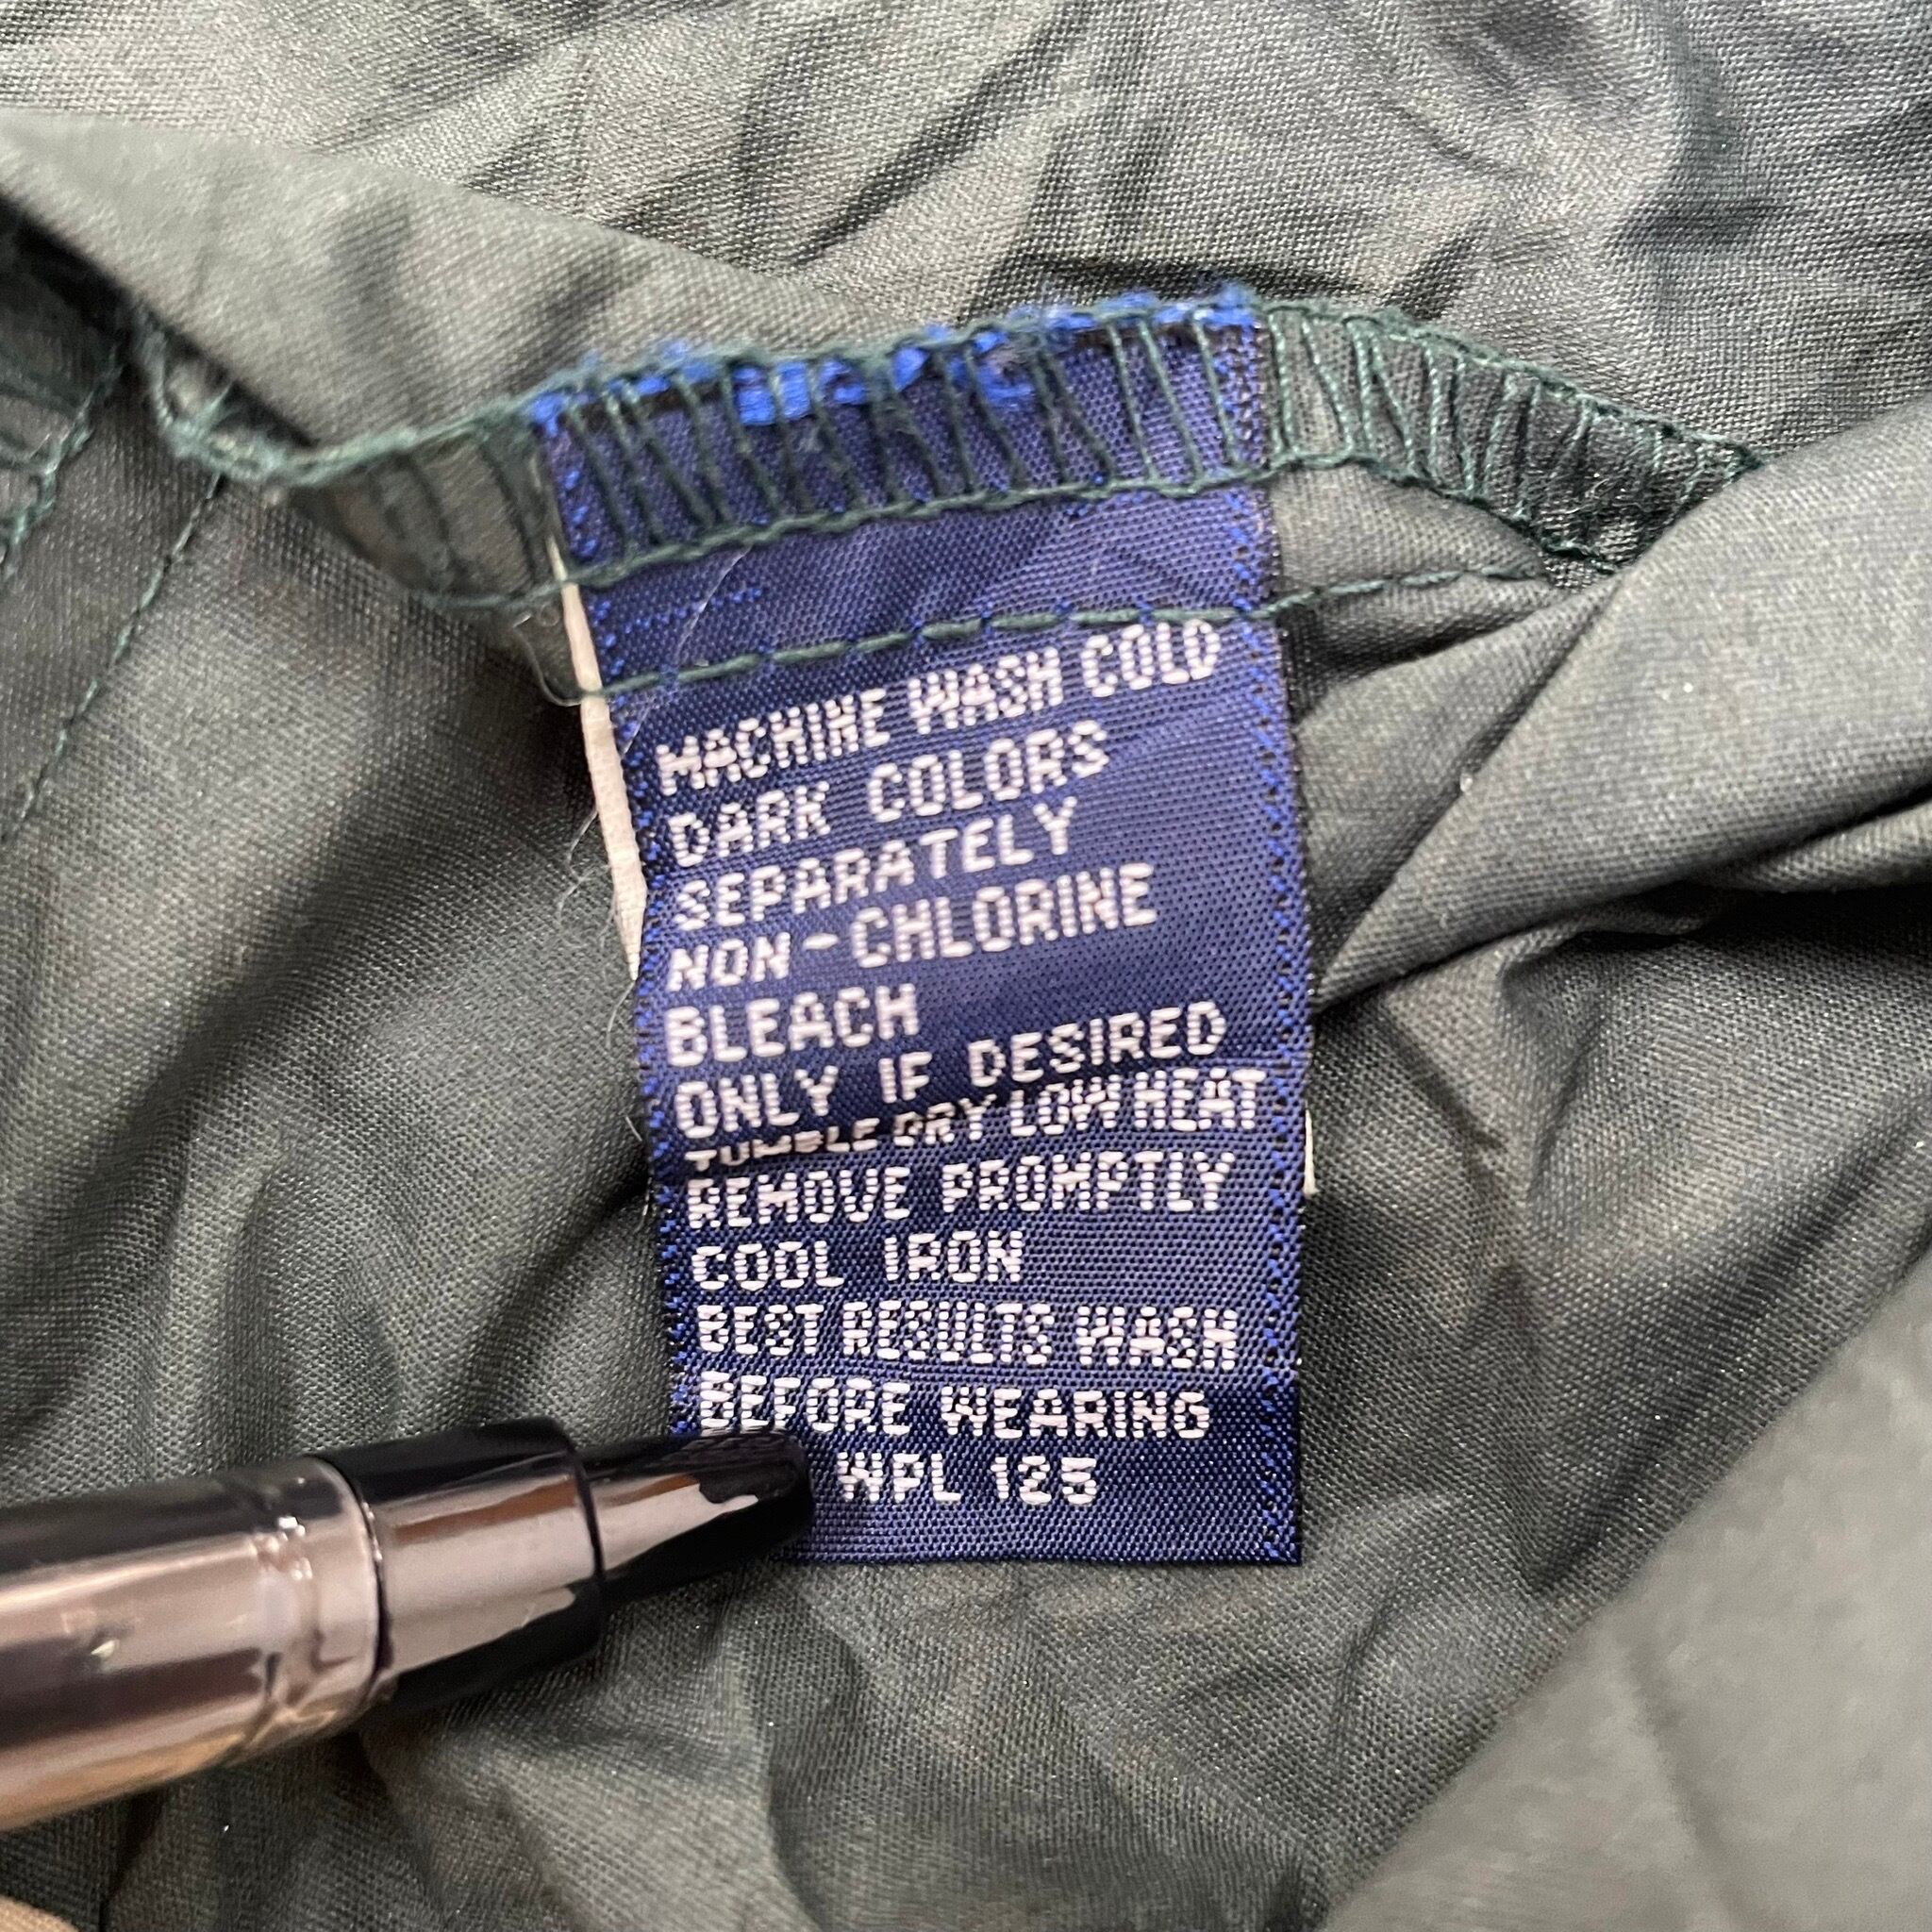 MACHINE WASH COLD
DARK COLORS
SEPARATELY
NON-CHLORINE
BLEACH
ONLY IF DESIRED
TUMBLE DRY LOW HEAT
REMOVE PROMPTLY
COOL IRON
BEST RESULTS WASH
BEFORE WEARING
WPL 125